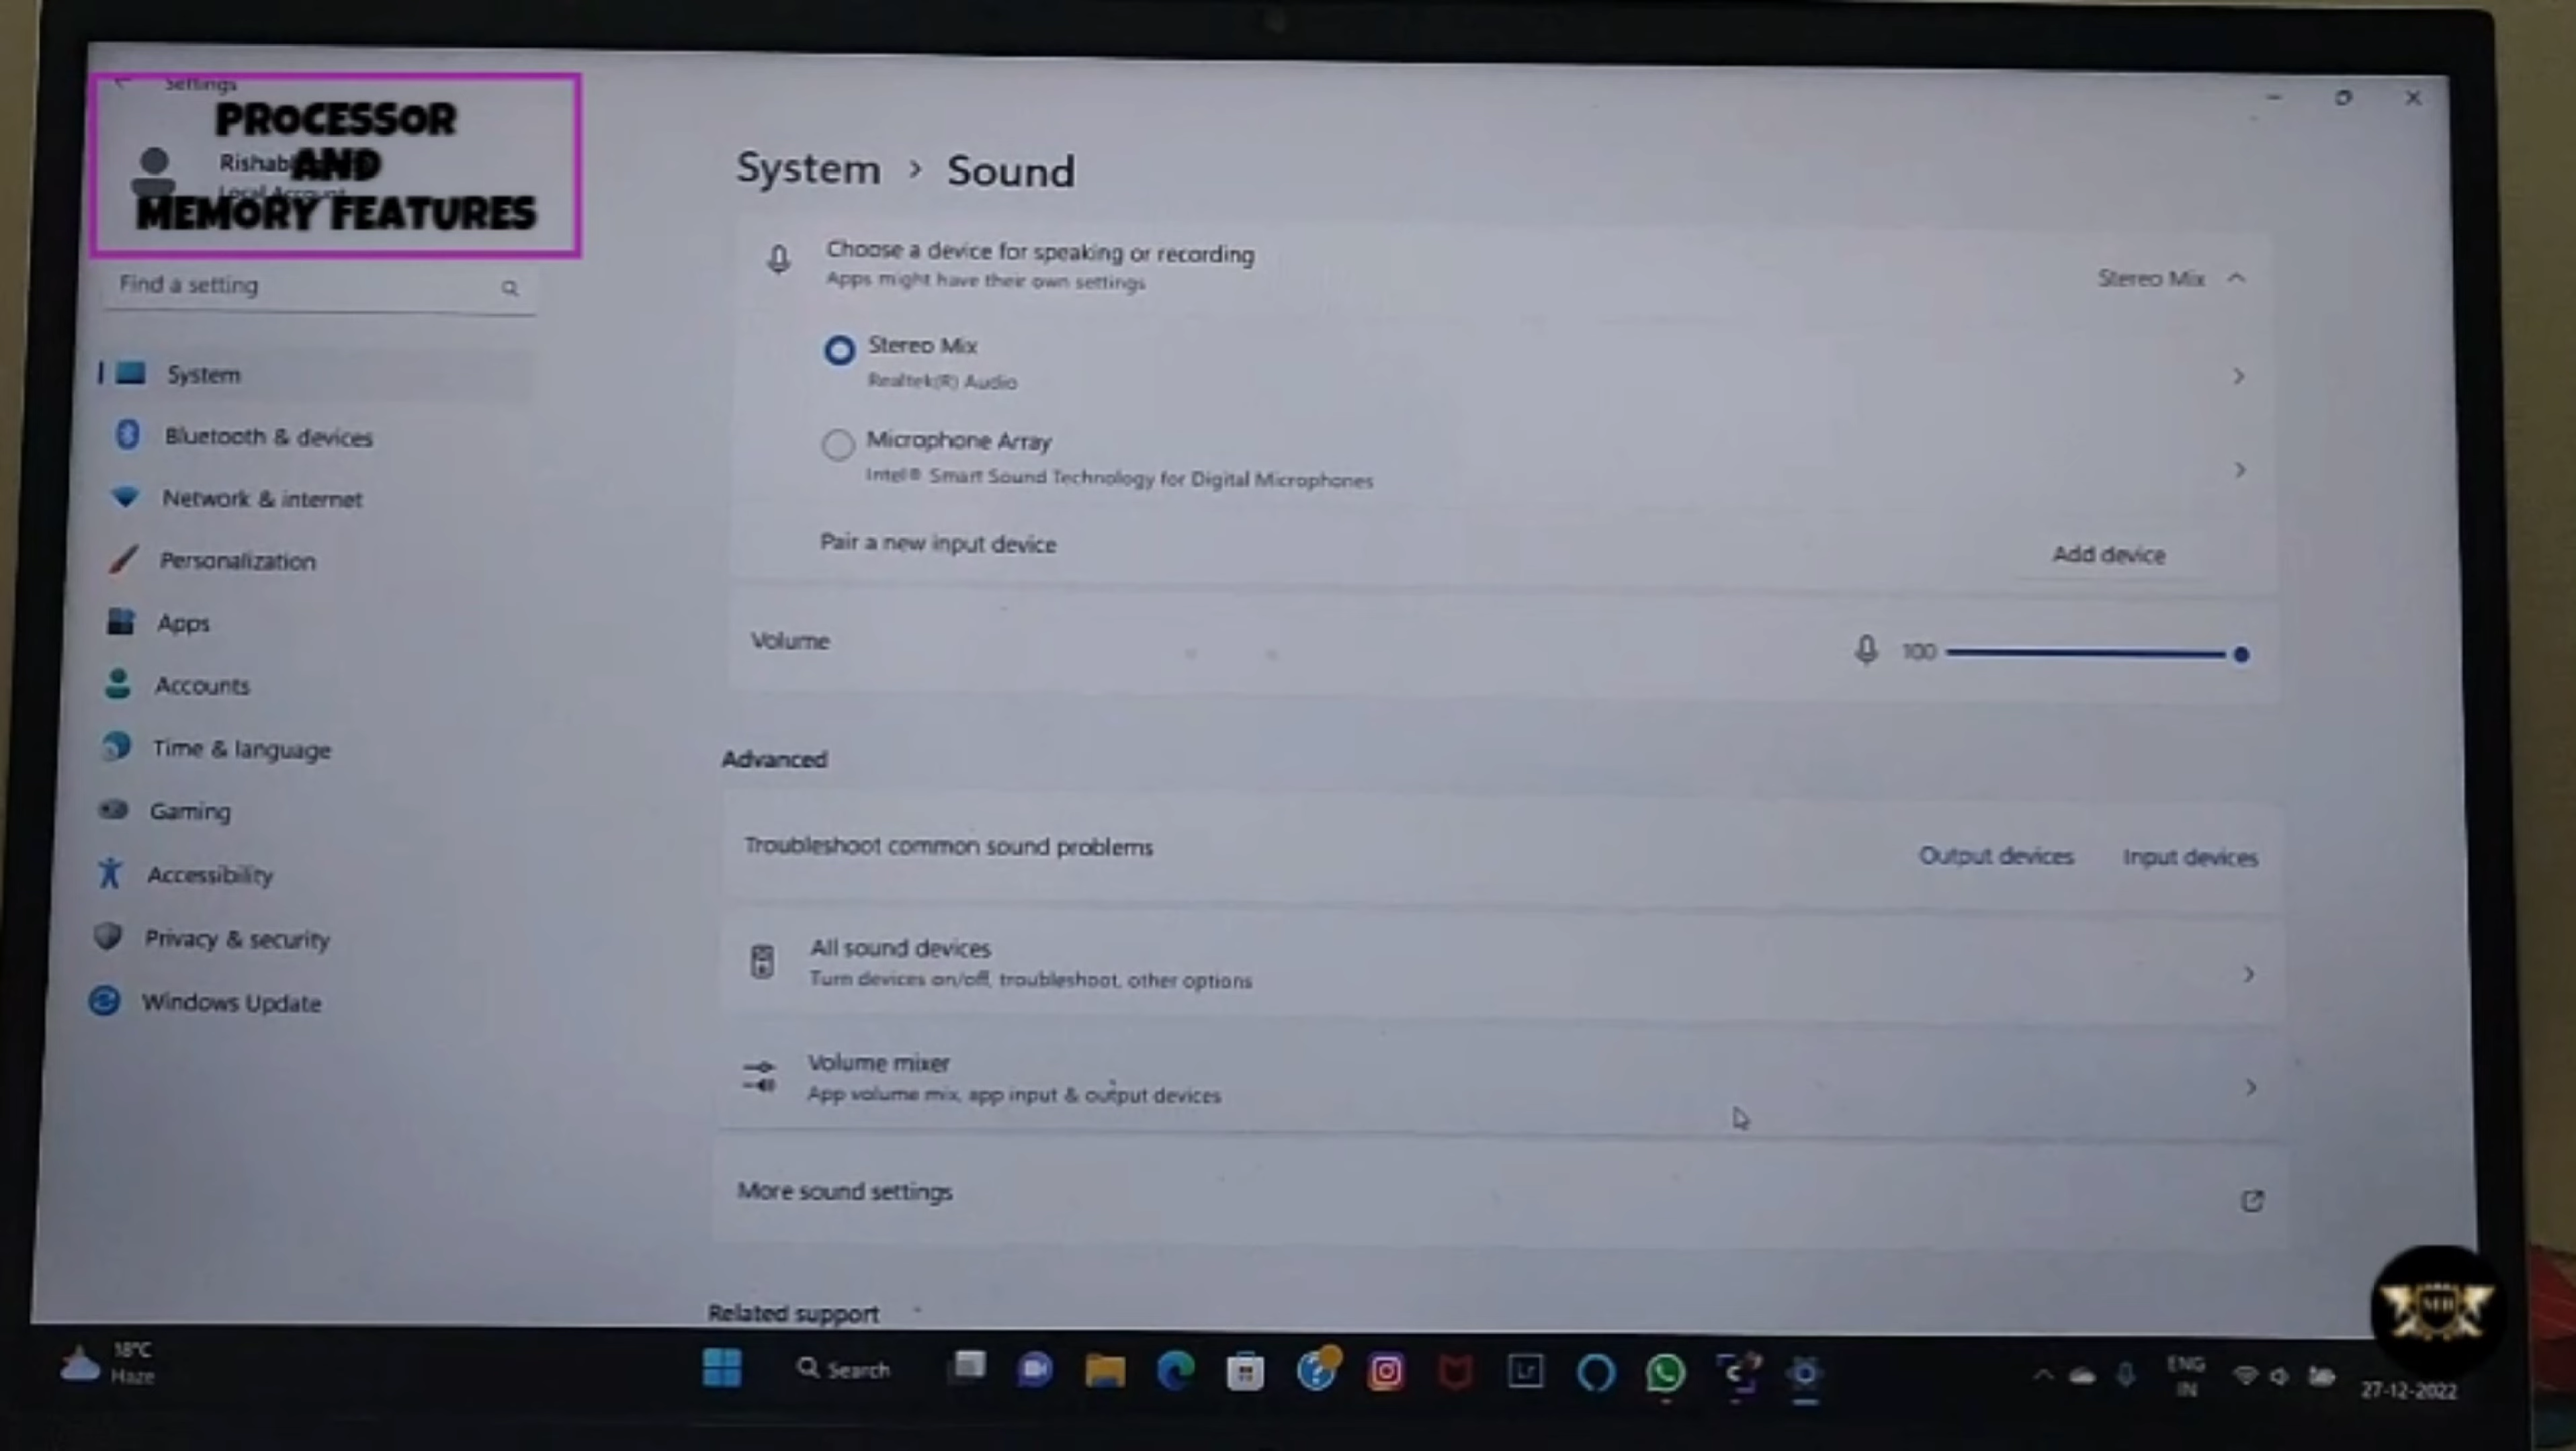 Settings
PROCESSOR
AND
MEMORY FEATURES
Local Account
Find a setting
System
Bluetooth & devices
Network & internet
Personalization
Apps
Accounts
Time & language
Gaming
Accessibility
Privacy & security
Windows Update
System > Sound
Choose a device for speaking or recording
Apps might have their own settings
Stereo Mix
Stereo Mix
Realtek(R) Audio
Microphone Array
Intel® Smart Sound Technology for Digital Microphones
Pair a new input device
Add device
Volume
100
Advanced
Troubleshoot common sound problems
Output devices
Input devices
All sound devices
Turn devices on/off, troubleshoot, other options
Volume mixer
App volume mix, app input & output devices
More sound settings
Related support
18°C
Haze
Search
Lr
ENG
IN
27-12-2022